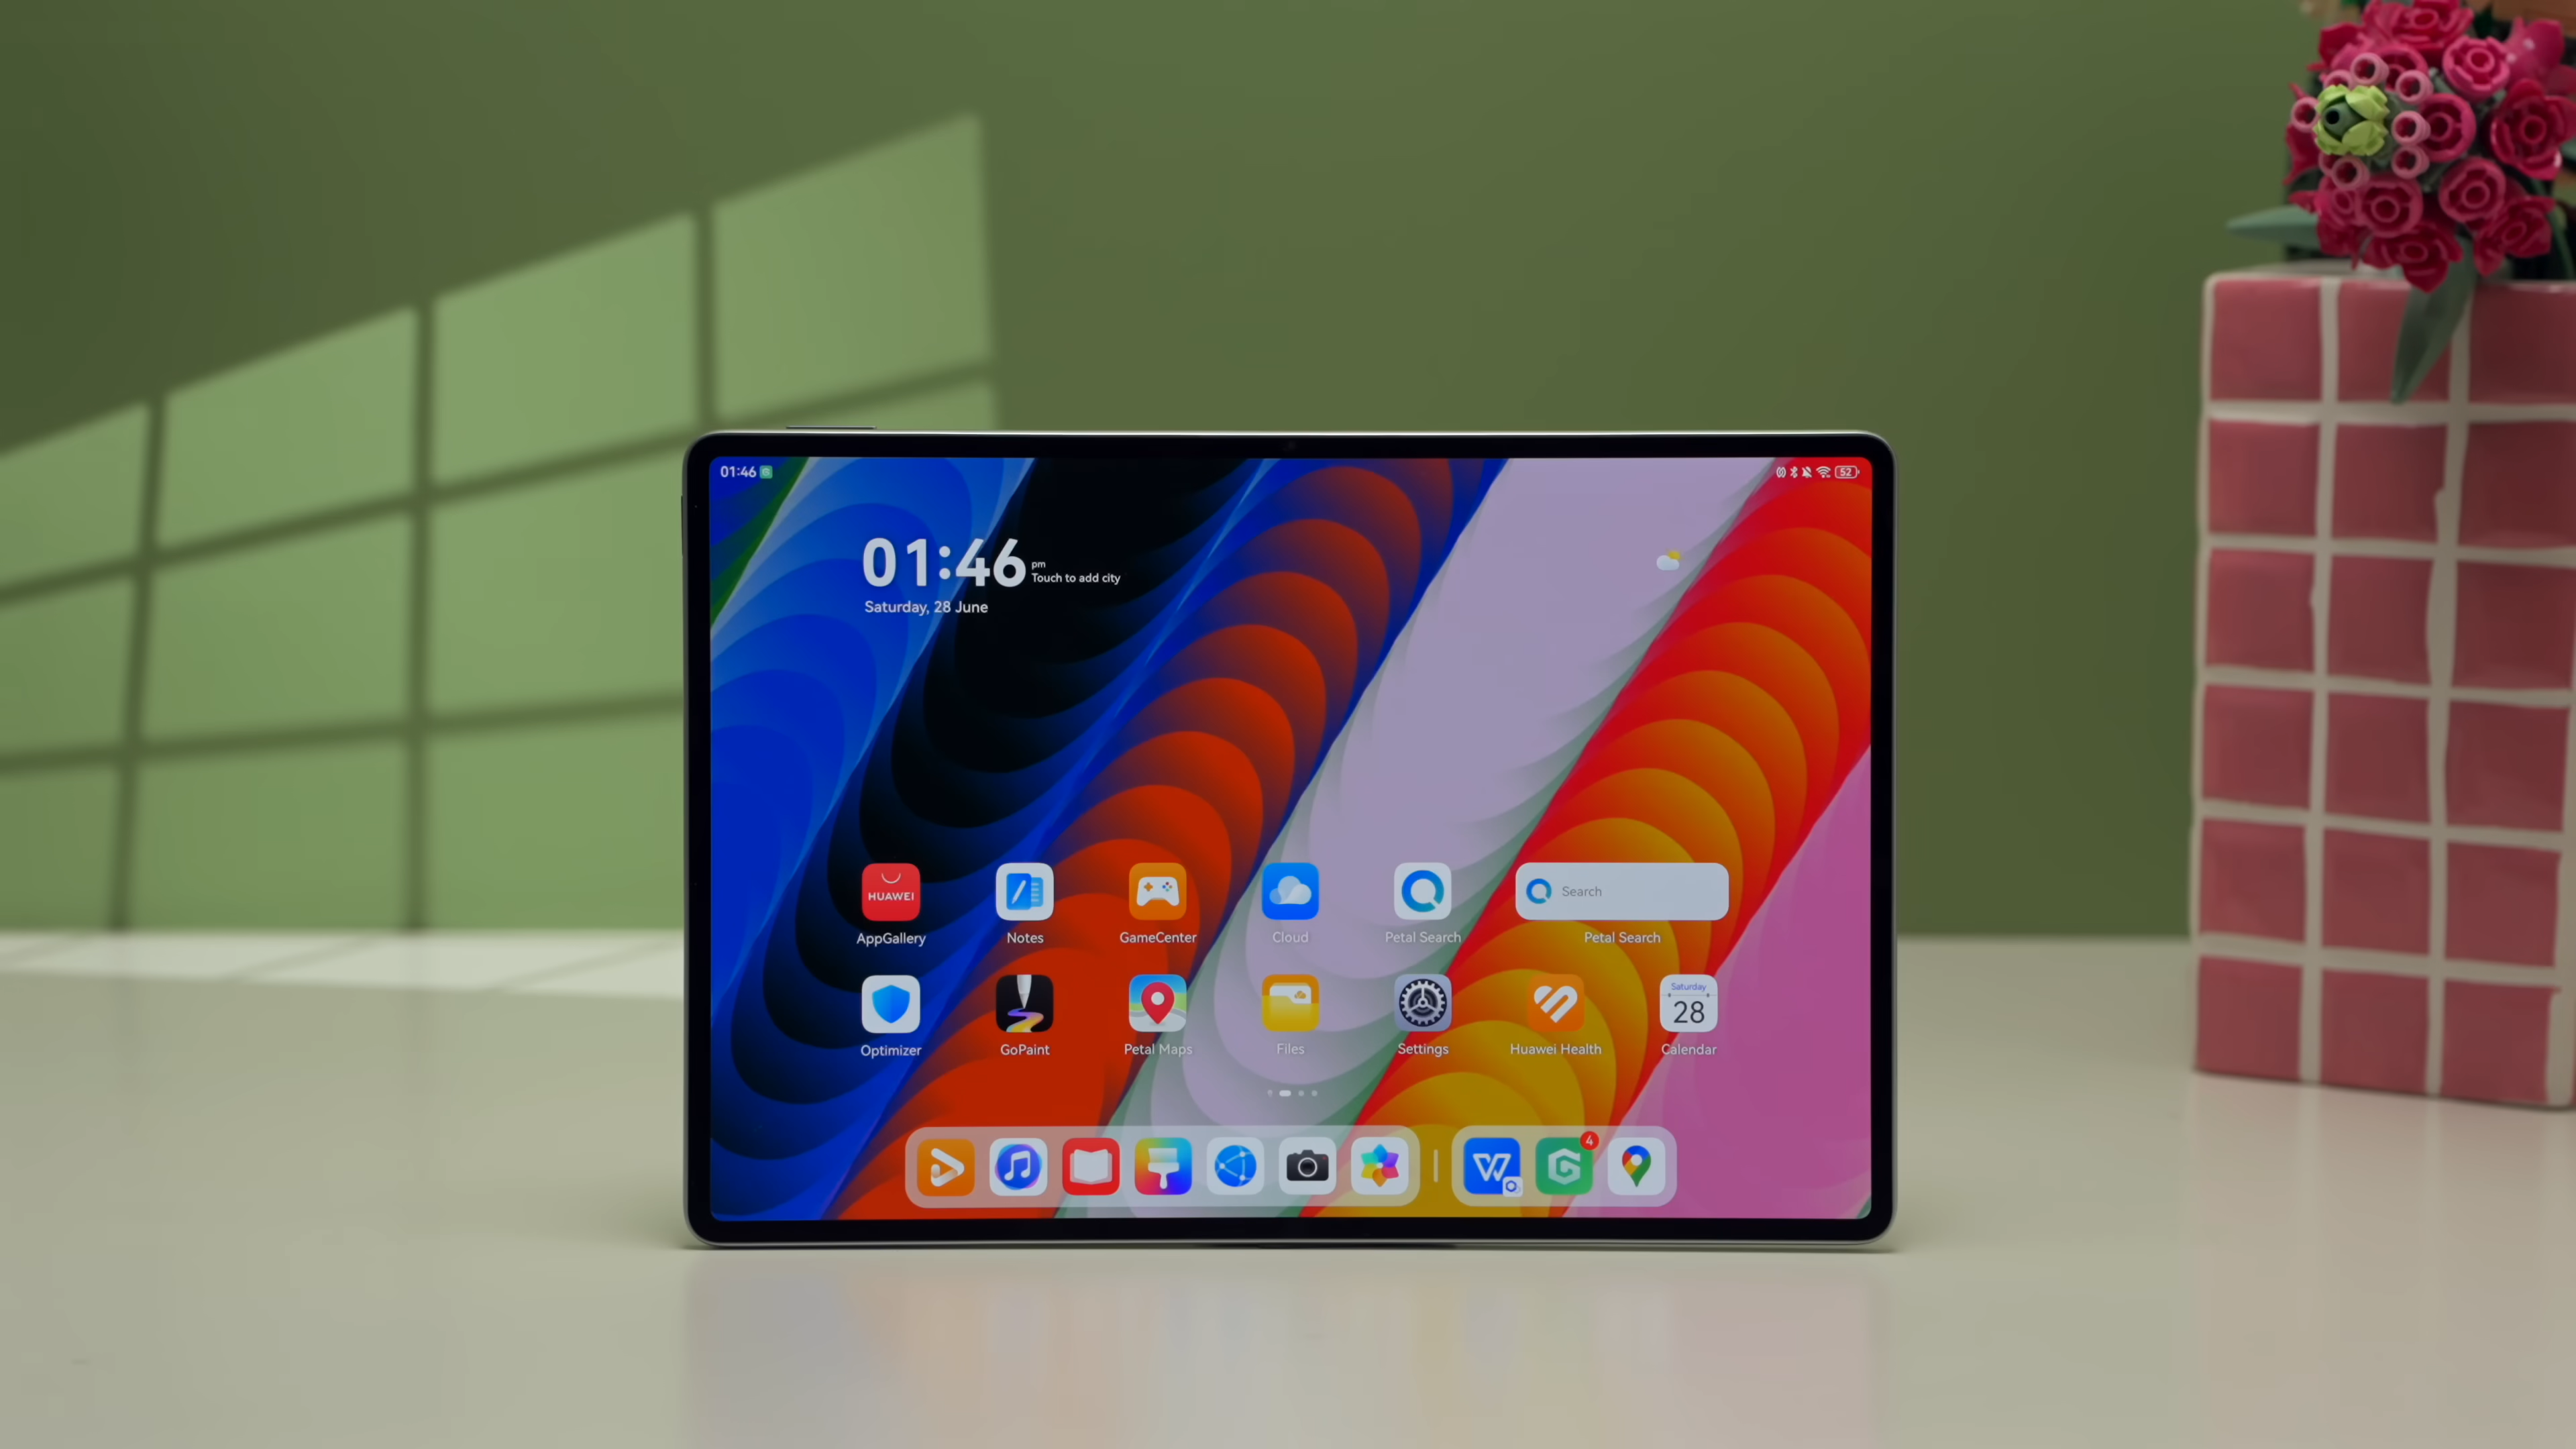 01:46
52
01:46 pm
Touch to add city
Saturday, 28 June
HUAWEI
Search
AppGallery
Notes
GameCenter
Cloud
Petal Search
Petal Search
Saturday
28
Optimizer
GoPaint
Petal Maps
Files
Settings
Huawei Health
Calendar
4